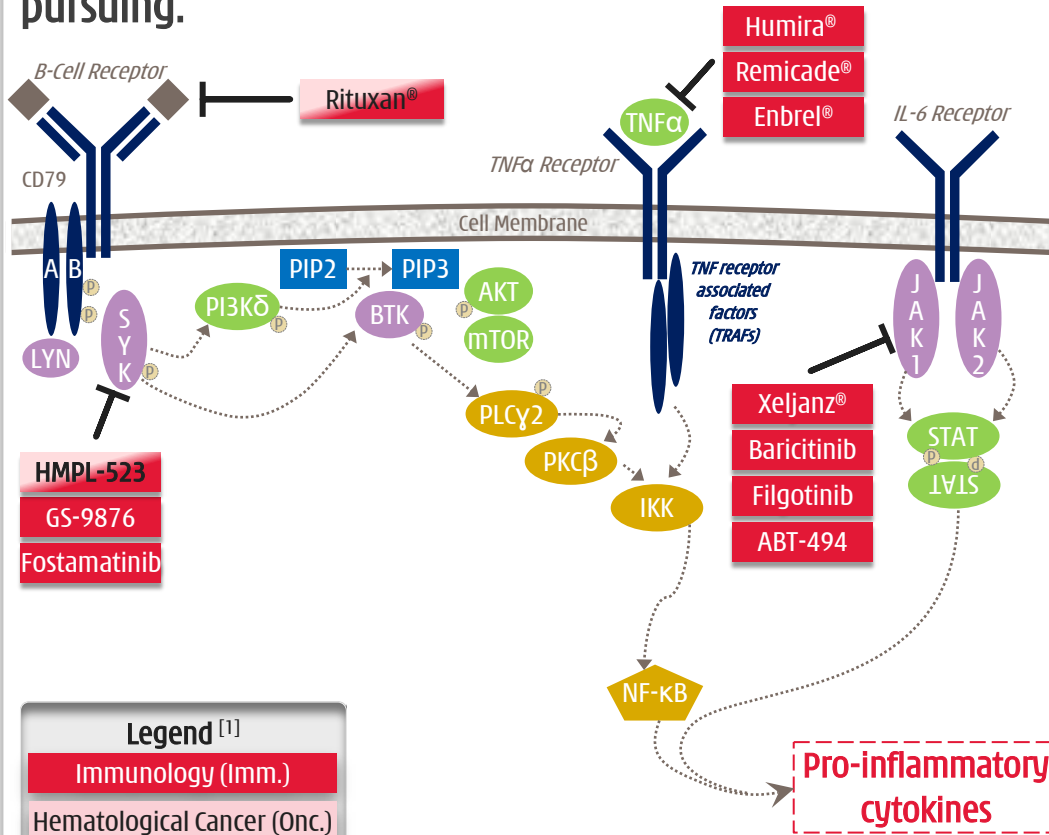 pursuing.
Humira®
Remicade®
Enbrel®
B-Cell Receptor
Rituxan®
TNFα
IL-6 Receptor
TNFα Receptor
CD79
Cell Membrane
A B
P
P
LYN
S
Y
K
P
PI3Kδ
P
PIP2
PIP3
BTK
P
AKT
P
mTOR
TNF receptor
associated
factors
(TRAFs)
J
A
K
1
J
A
K
2
PLCγ2
P
PKCβ
IKK
Xeljanz®
Baricitinib
Filgotinib
ABT-494
STAT
P
P
STAT
HMPL-523
GS-9876
Fostamatinib
NF-κB
Legend [1]
Immunology (Imm.)
Hematological Cancer (Onc.)
Pro-inflammatory
cytokines